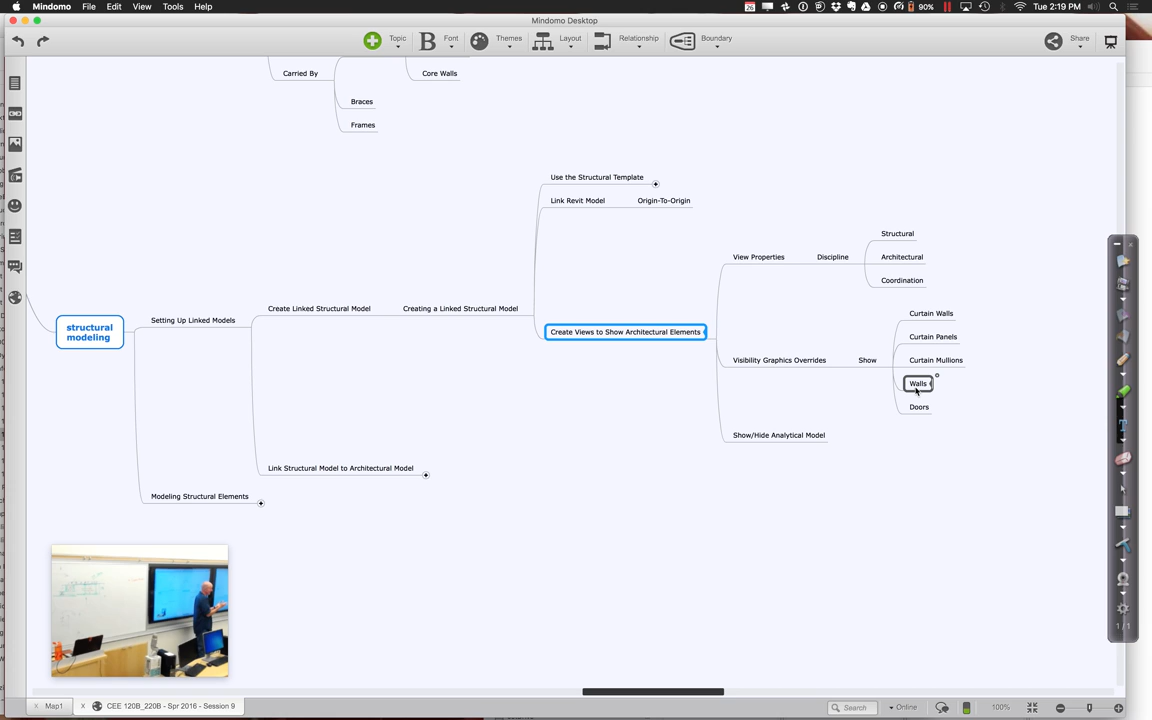 Mindomo File Edit View Tools Help
26 90% Tue 2:19 PM
Mindomo Desktop
Topic Font Themes Layout Relationship Boundary Share
Carried By
Core Walls
Braces
Frames
Use the Structural Template
Link Revit Model
Origin-To-Origin
Structural
View Properties
Discipline
Architectural
Coordination
Create Linked Structural Model
Creating a Linked Structural Model
Setting Up Linked Models
structural
modeling
Create Views to Show Architectural Elements
Curtain Walls
Curtain Panels
Visibility Graphics Overrides
Show
Curtain Mullions
Walls
Doors
Show/Hide Analytical Model
Link Structural Model to Architectural Model
Modeling Structural Elements
1 / 1
Map1
CEE 120B_220B - Spr 2016 - Session 9
Search
Online
100%